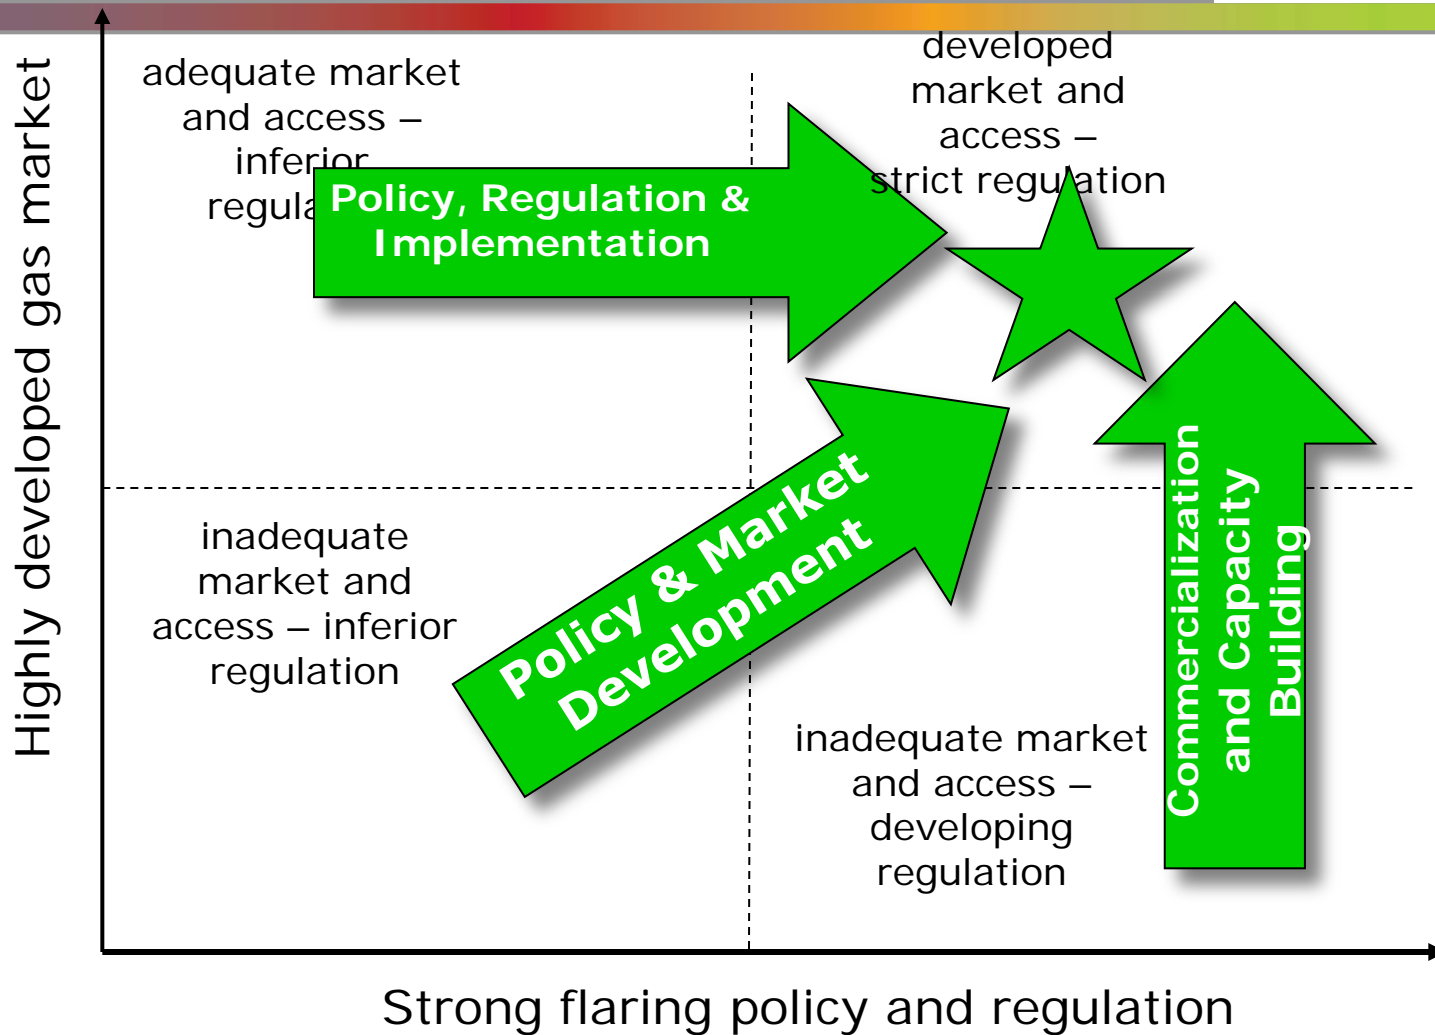 Highly developed gas market
adequate market
and access –
inferior
developed
market and
access –
strict regulation
Policy, Regulation &
Implementation
inadequate
market and
access – inferior
regulation
Policy & Market
Development
inadequate market
and access –
developing
regulation
Commercialization
and Capacity
Building
Strong flaring policy and regulation